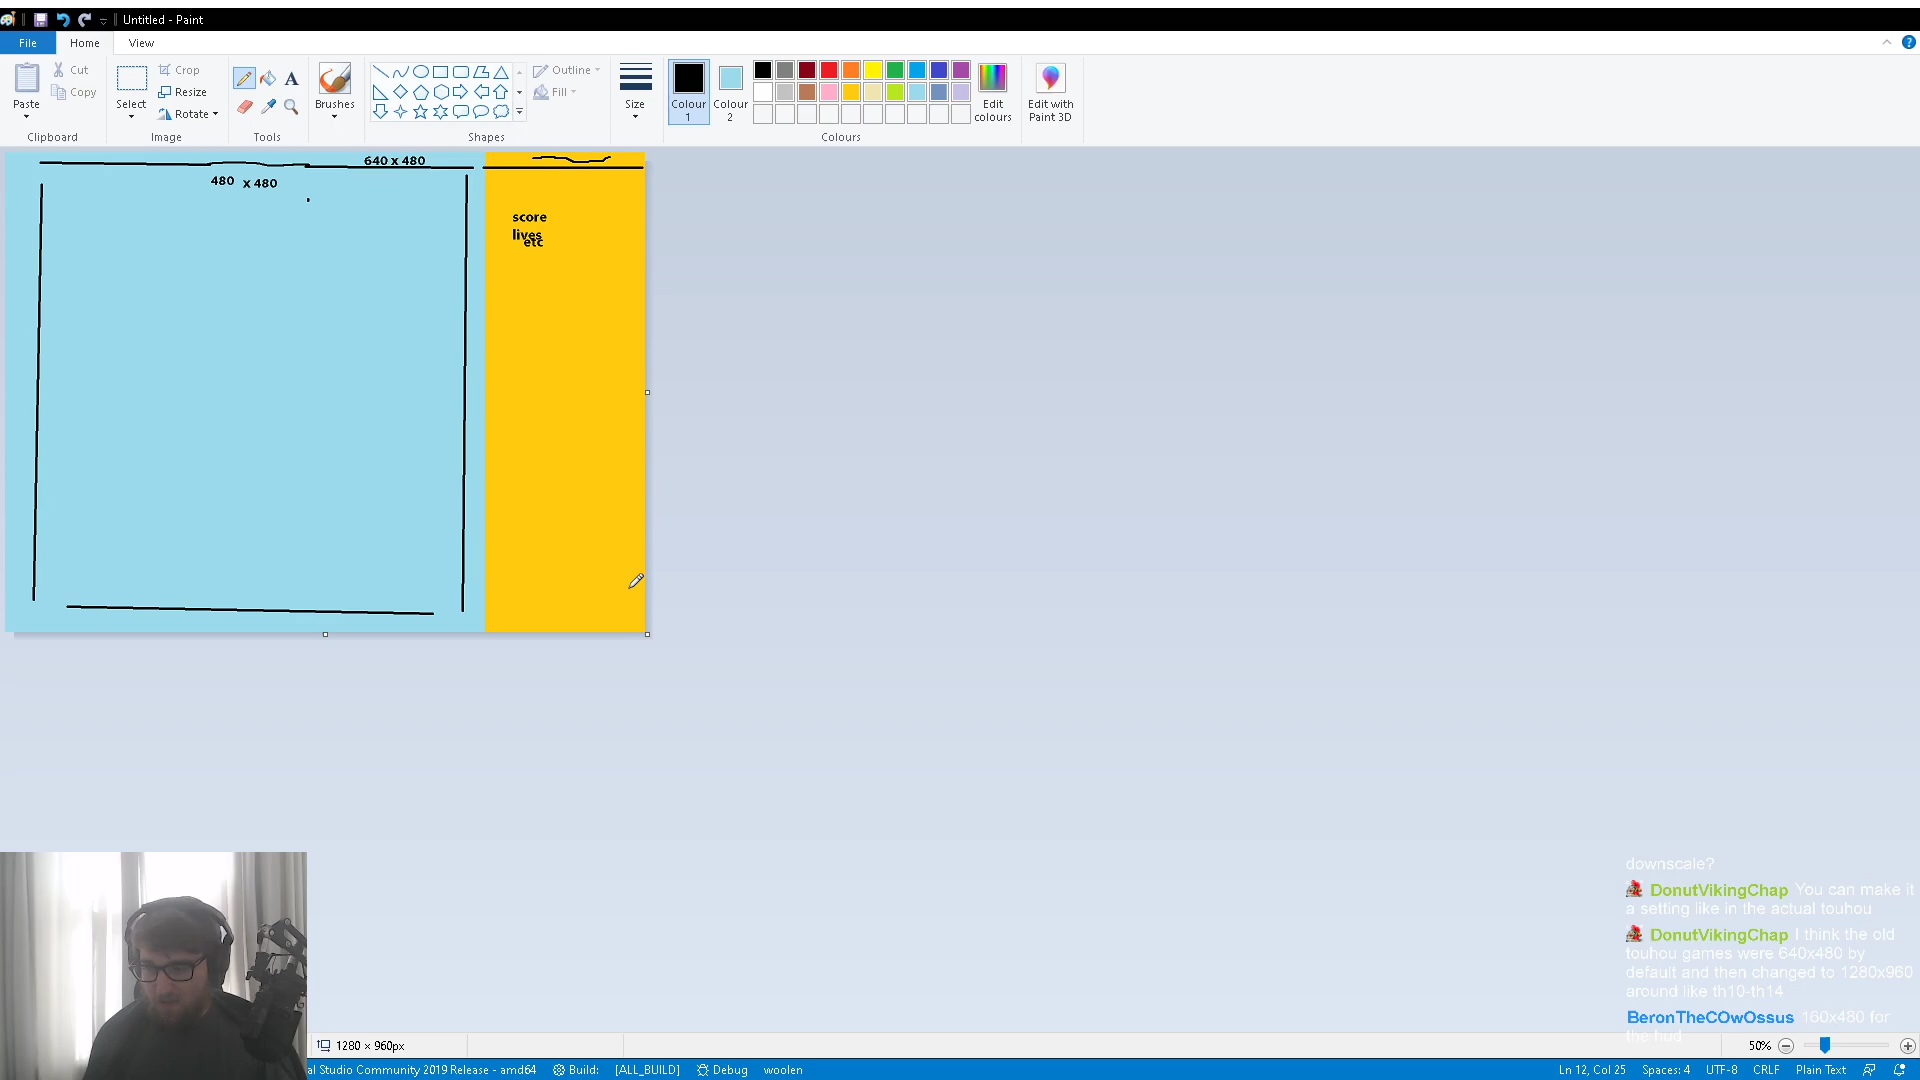 Untitled - Paint
File Home View
Paste
Cut
Copy
Clipboard
Select
Crop
Resize
Rotate
Image
Tools
Brushes
Shapes
Outline
Fill
Size
Colour 1
Colour 2
Edit colours
Colours
Edit with Paint 3D
640 x 480
480 x 480
score
lives
etc
downscale?
DonutVikingChap You can make it
a setting like in the actual touhou
DonutVikingChap I think the old
touhou games were 640x480 by
default and then changed to 1280x960
around like th10-th14
BeronTheCOwOssus 160x480 for
the hud
1280 × 960px
50%
al Studio Community 2019 Release - amd64 Build: [ALL_BUILD] Debug woolen
Ln 12, Col 25 Spaces: 4 UTF-8 CRLF Plain Text